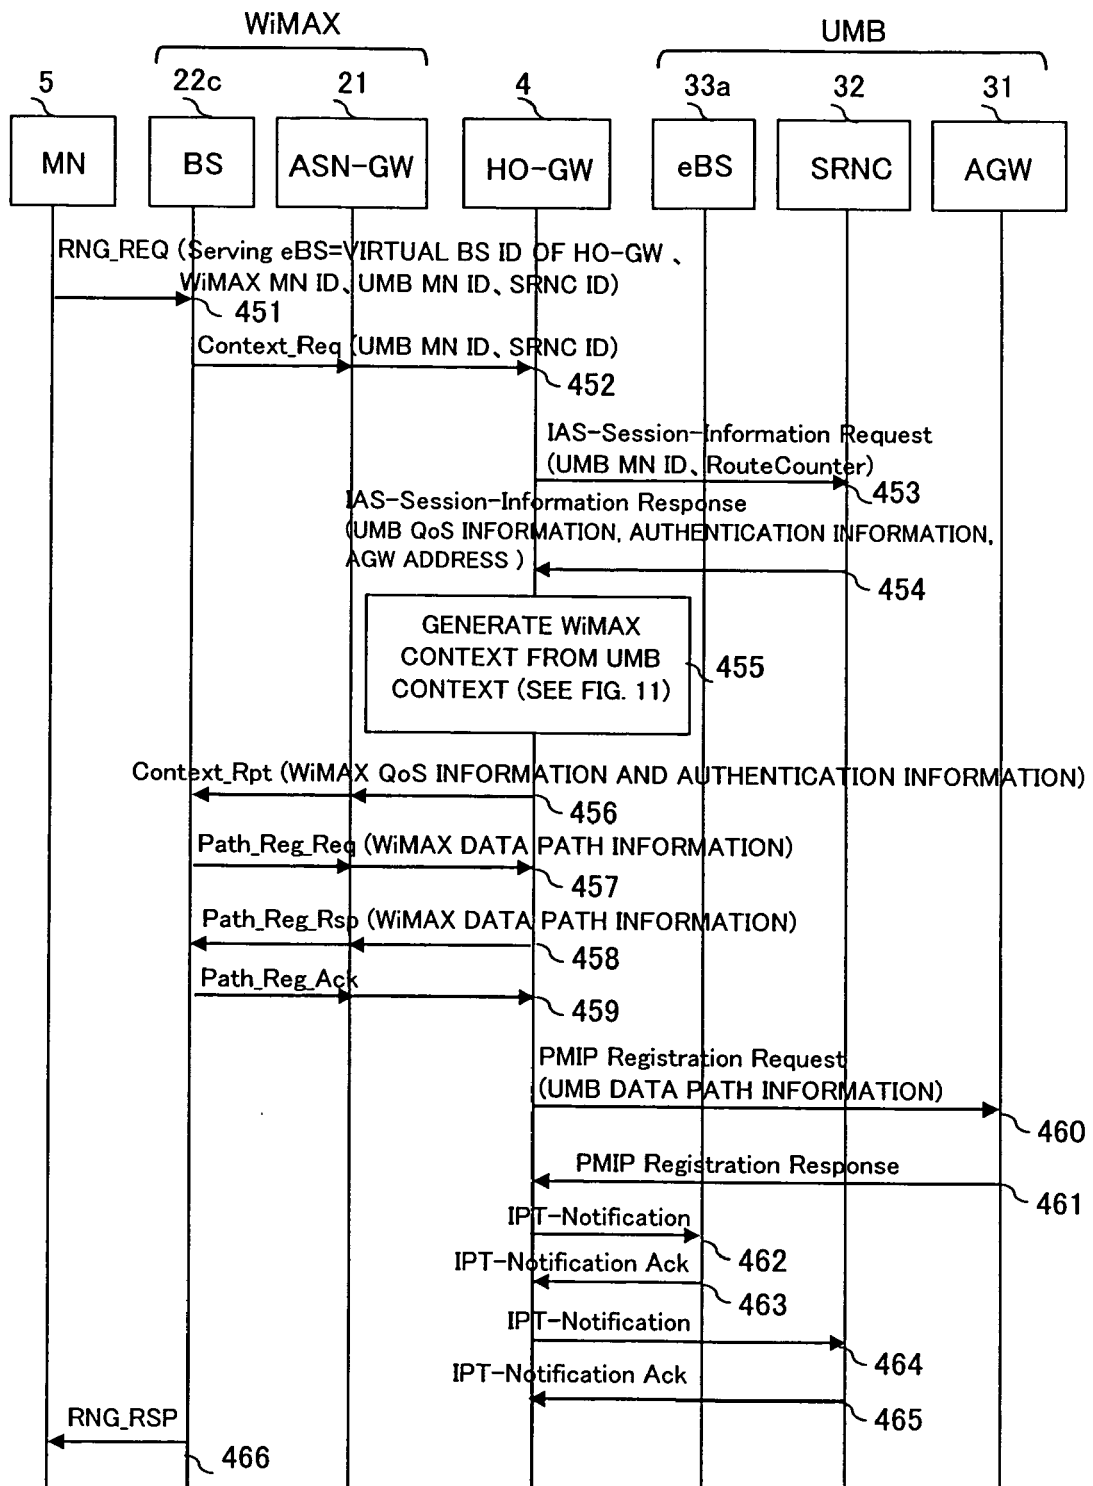 WiMAX
UMB
5
22c
21
4
33a
32
31
MN
BS
ASN-GW
HO-GW
eBS
SRNC
AGW
RNG_REQ (Serving eBS=VIRTUAL BS ID OF HO-GW 、
WiMAX MN ID、UMB MN ID、SRNC ID)
451
Context_Req (UMB MN ID、SRNC ID)
452
IAS-Session-Information Request
(UMB MN ID、RouteCounter)
453
IAS-Session-Information Response
(UMB QoS INFORMATION, AUTHENTICATION INFORMATION,
AGW ADDRESS )
454
GENERATE WiMAX
CONTEXT FROM UMB
CONTEXT (SEE FIG. 11)
455
Context_Rpt (WiMAX QoS INFORMATION AND AUTHENTICATION INFORMATION)
456
Path_Reg_Req (WiMAX DATA PATH INFORMATION)
457
Path_Reg_Rsp (WiMAX DATA PATH INFORMATION)
458
Path_Reg_Ack
459
PMIP Registration Request
(UMB DATA PATH INFORMATION)
460
PMIP Registration Response
461
IPT-Notification
462
IPT-Notification Ack
463
IPT-Notification
464
IPT-Notification Ack
465
RNG_RSP
466